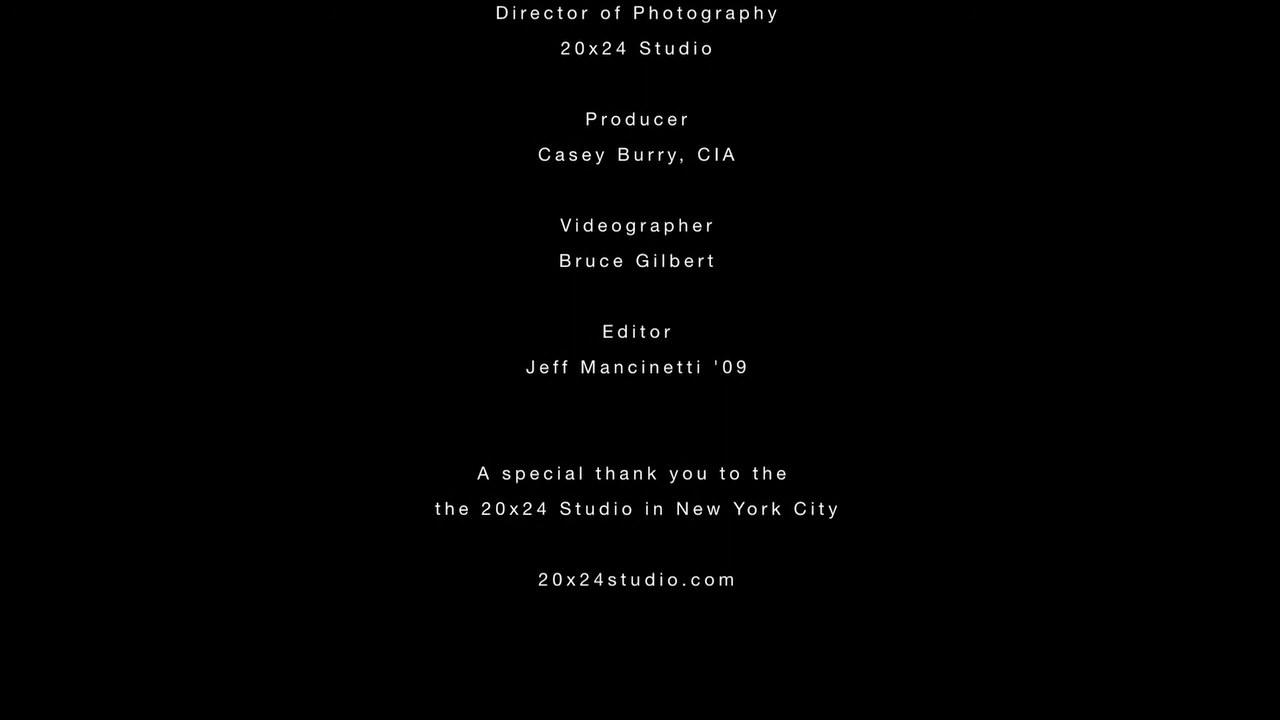 Director of Photography
20x24 Studio
Producer
Casey Burry, CIA
Videographer
Bruce Gilbert
Editor
Jeff Mancinetti '09
A special thank you to the
the 20x24 Studio in New York City
20x24studio.com